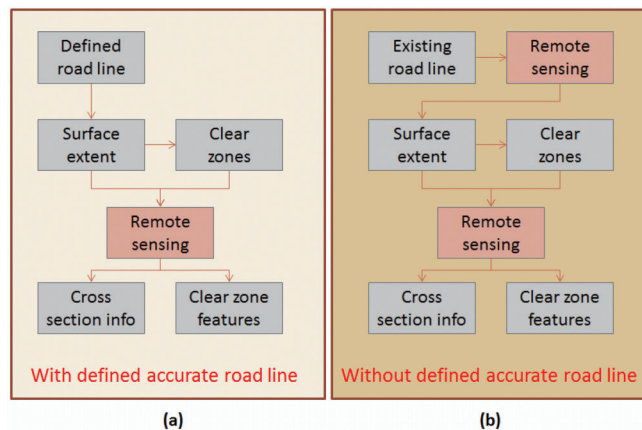 Defined
road line
Surface
extent
Clear
zones
Remote
sensing
Cross
section info
Clear zone
features
With defined accurate road line
(a)
Existing
road line
Remote
sensing
Surface
extent
Clear
zones
Remote
sensing
Cross
section info
Clear zone
features
Without defined accurate road line
(b)